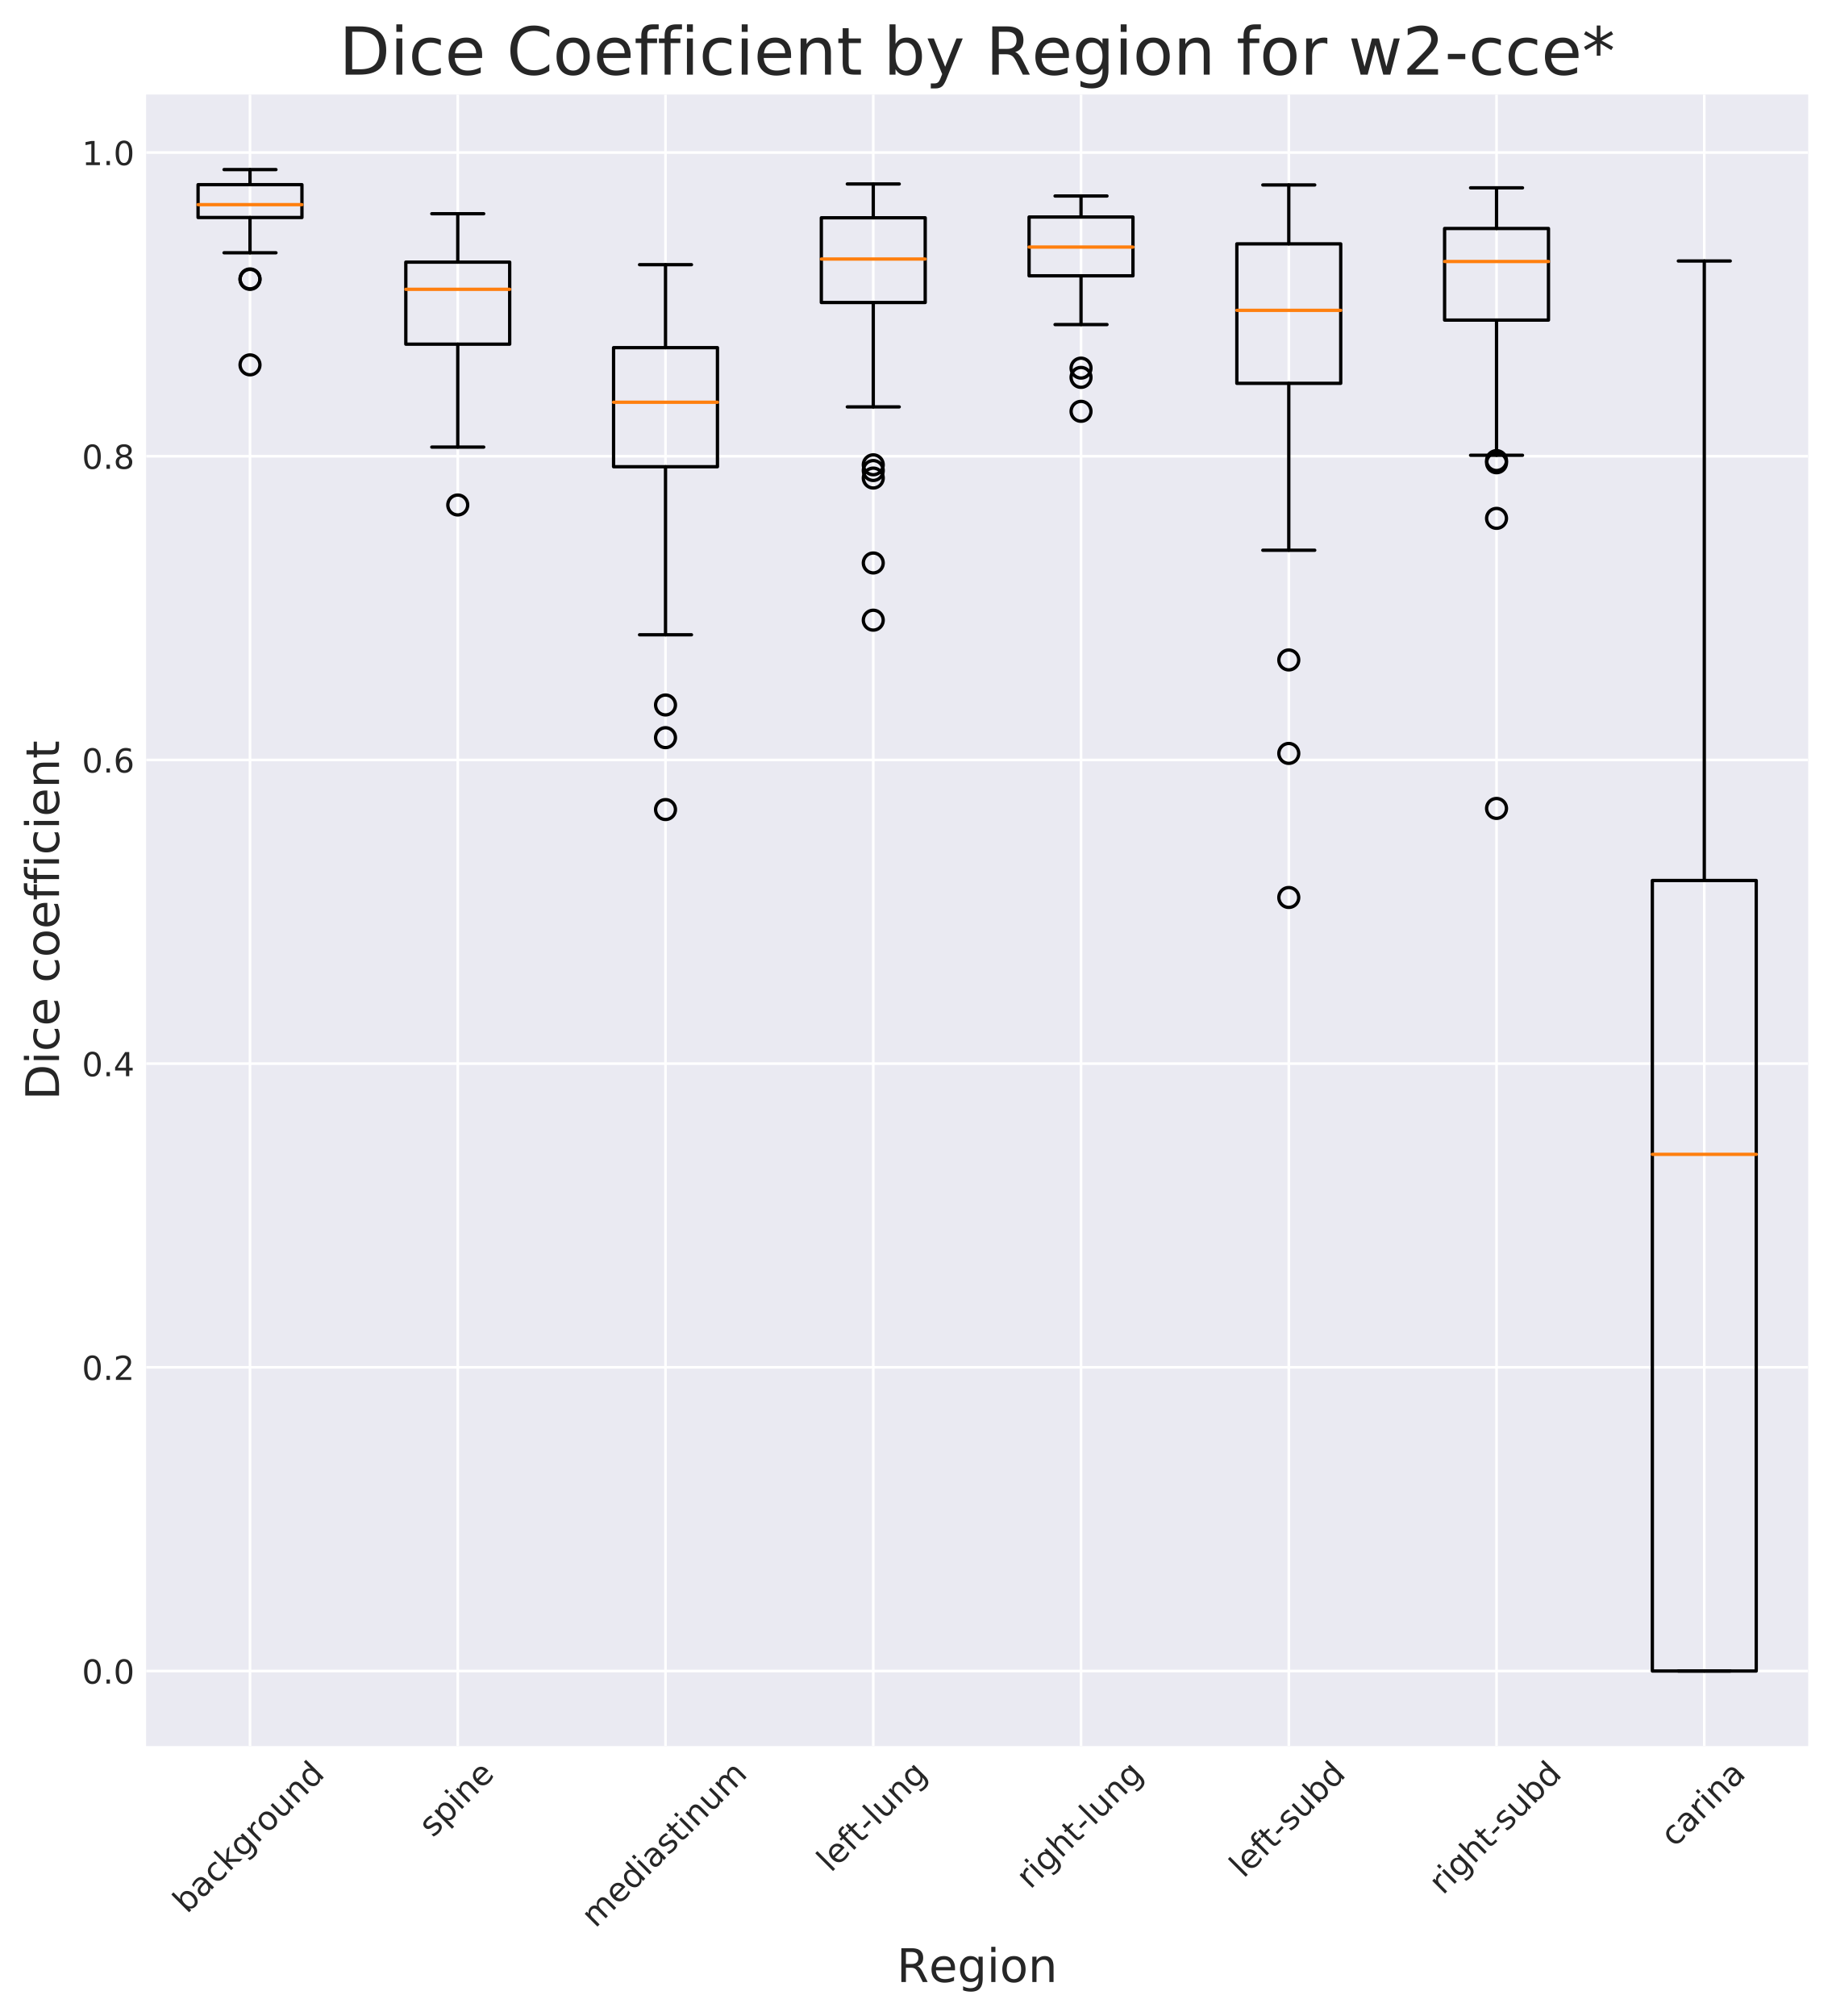 Dice Coefficient by Region for w2-cce*
Dice coefficient
1.0
0.8
0.6
0.4
0.2
0.0
background
spine
mediastinum
left-lung
right-lung
left-subd
right-subd
carina
Region